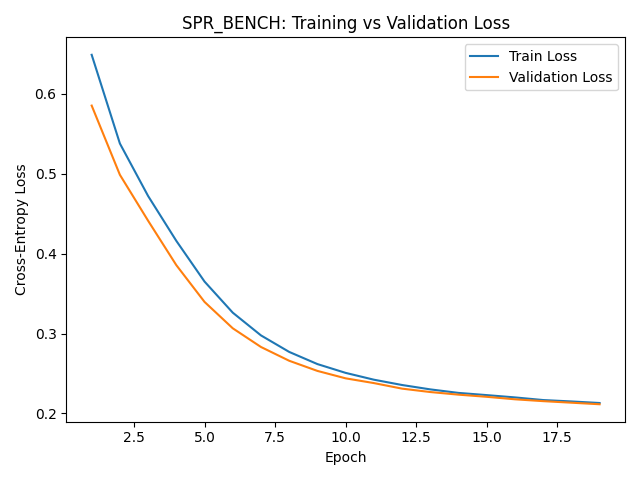 SPR_BENCH: Training vs Validation Loss
Train Loss
Validation Loss
Cross-Entropy Loss
0.6
0.5
0.4
0.3
0.2
2.5 5.0 7.5 10.0 12.5 15.0 17.5
Epoch